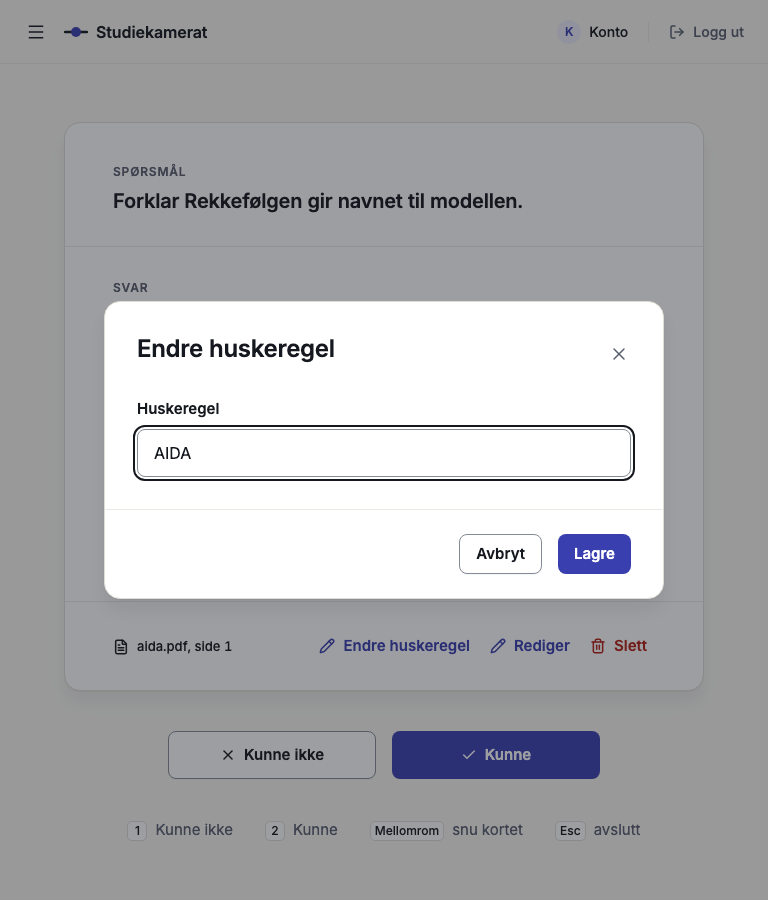 Studiekamerat
K Konto
Logg ut
SPØRSMÅL
Forklar Rekkefølgen gir navnet til modellen.
SVAR
Endre huskeregel
Huskeregel
AIDA
Avbryt
Lagre
aida.pdf, side 1
Endre huskeregel
Rediger
Slett
Kunne ikke
Kunne
1 Kunne ikke
2 Kunne
Mellomrom snu kortet
Esc avslutt